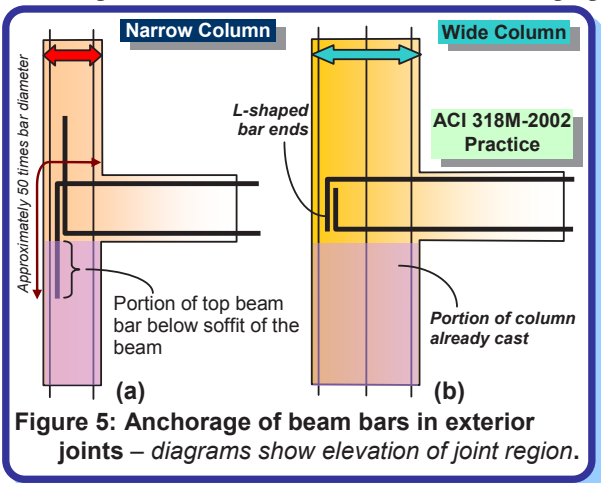 Narrow Column
Wide Column
L-shaped
bar ends
ACI 318M-2002
Practice
Approximately 50 times bar diameter
Portion of top beam
bar below soffit of the
beam
Portion of column
already cast
(a)
(b)
Figure 5: Anchorage of beam bars in exterior
joints – diagrams show elevation of joint region.